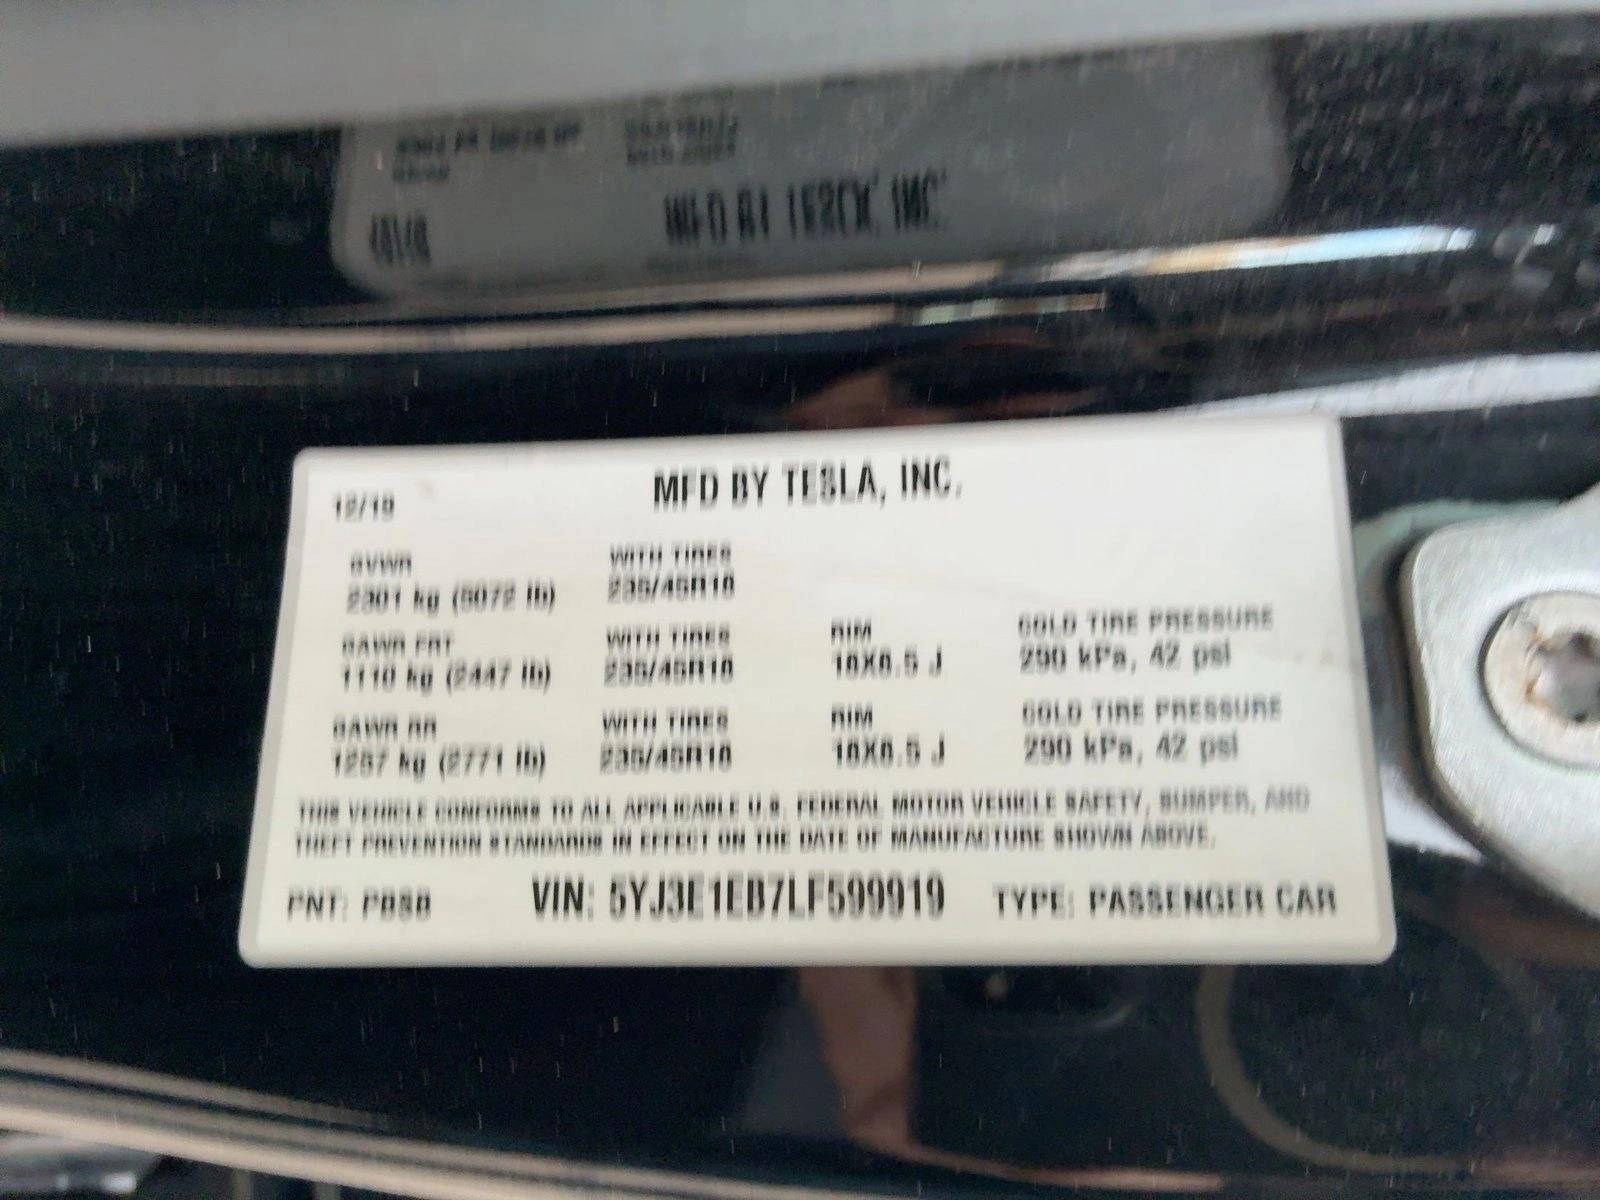 MFD BY TESLA, INC.
12/19
GVWR WITH TIRES
2301 kg (5072 lb) 235/45R18
GAWR FRT WITH TIRES RIM COLD TIRE PRESSURE
1110 kg (2447 lb) 235/45R18 18X8.5 J 290 kPa, 42 psi
GAWR RR WITH TIRES RIM COLD TIRE PRESSURE
1257 kg (2771 lb) 235/45R18 18X8.5 J 290 kPa, 42 psi
THIS VEHICLE CONFORMS TO ALL APPLICABLE U.S. FEDERAL MOTOR VEHICLE SAFETY, BUMPER, AND
THEFT PREVENTION STANDARDS IN EFFECT ON THE DATE OF MANUFACTURE SHOWN ABOVE.
PNT: PBSB VIN: 5YJ3E1EB7LF599919 TYPE: PASSENGER CAR